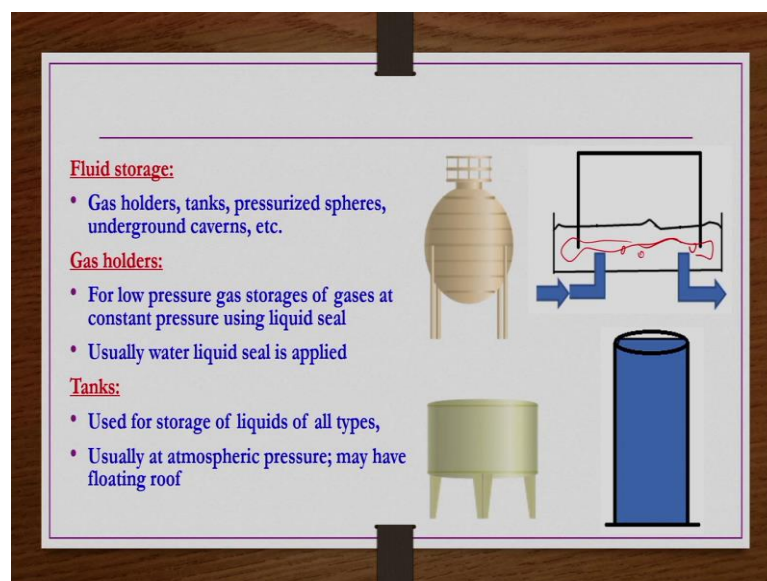 Fluid storage:
• Gas holders, tanks, pressurized spheres,
underground caverns, etc.
Gas holders:
• For low pressure gas storages of gases at
constant pressure using liquid seal
• Usually water liquid seal is applied
Tanks:
• Used for storage of liquids of all types,
• Usually at atmospheric pressure; may have
floating roof